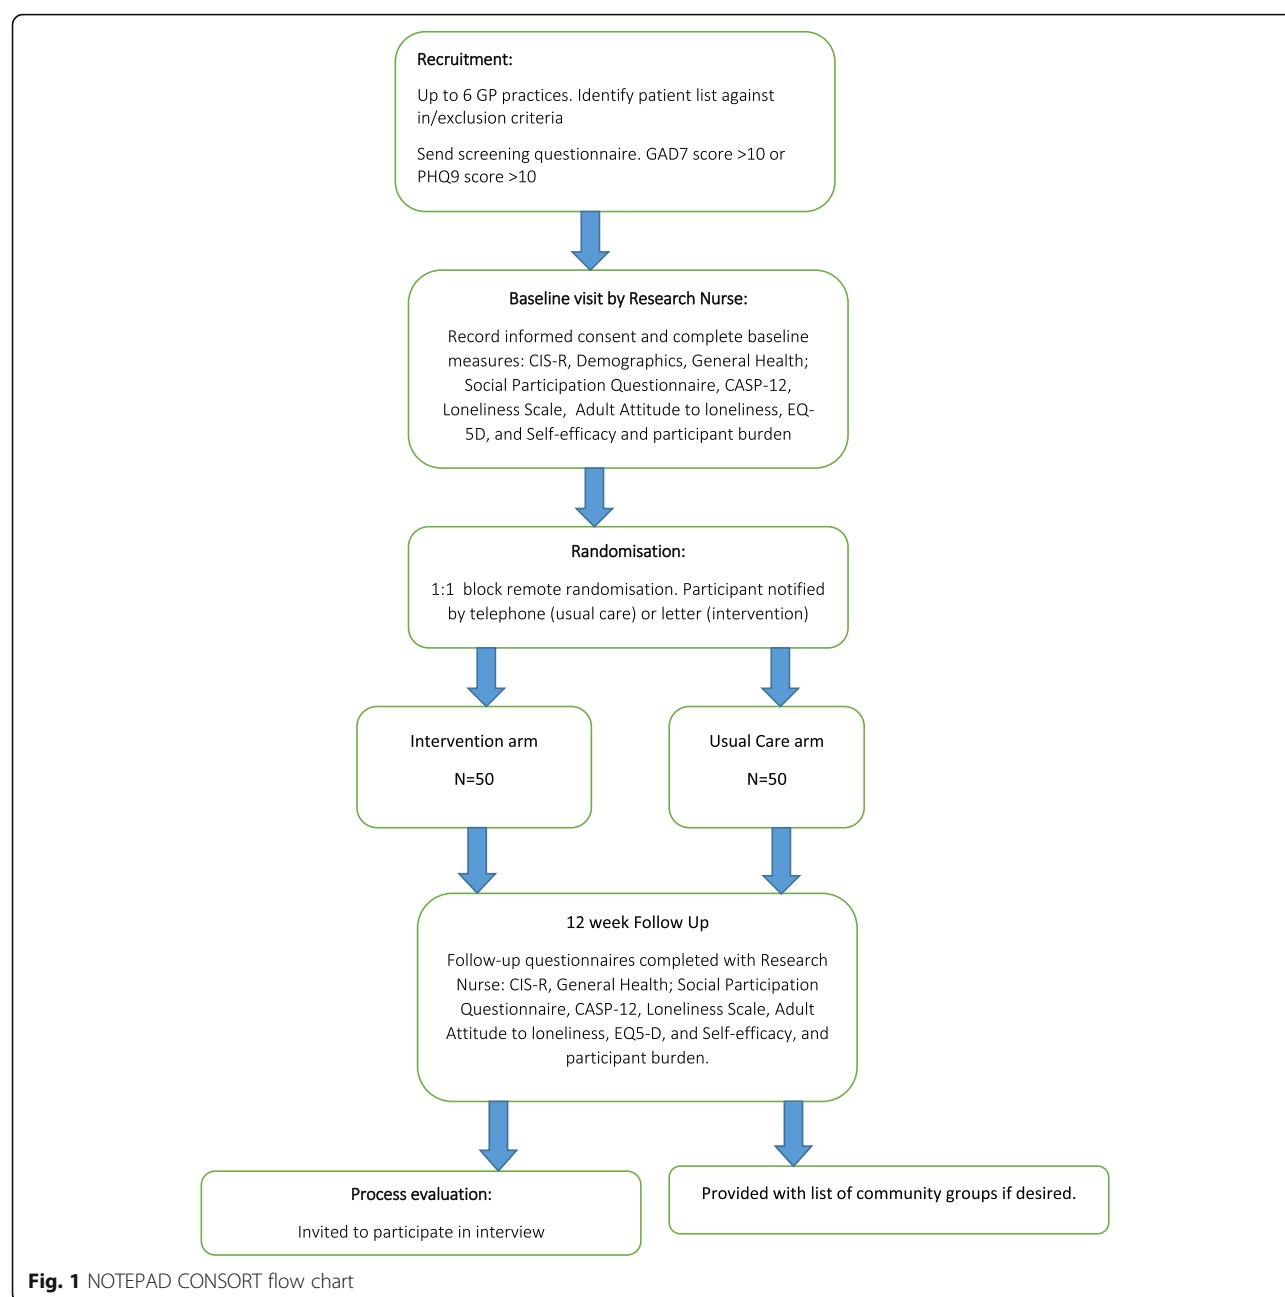 Recruitment:
Up to 6 GP practices. Identify patient list against
in/exclusion criteria
Send screening questionnaire. GAD7 score >10 or
PHQ9 score >10
Baseline visit by Research Nurse:
Record informed consent and complete baseline
measures: CIS-R, Demographics, General Health;
Social Participation Questionnaire, CASP-12,
Loneliness Scale, Adult Attitude to loneliness, EQ-
5D, and Self-efficacy and participant burden
Randomisation:
1:1 block remote randomisation. Participant notified
by telephone (usual care) or letter (intervention)
Intervention arm
N=50
Usual Care arm
N=50
12 week Follow Up
Follow-up questionnaires completed with Research
Nurse: CIS-R, General Health; Social Participation
Questionnaire, CASP-12, Loneliness Scale, Adult
Attitude to loneliness, EQ5-D, and Self-efficacy, and
participant burden.
Process evaluation:
Invited to participate in interview
Provided with list of community groups if desired.
Fig. 1 NOTEPAD CONSORT flow chart